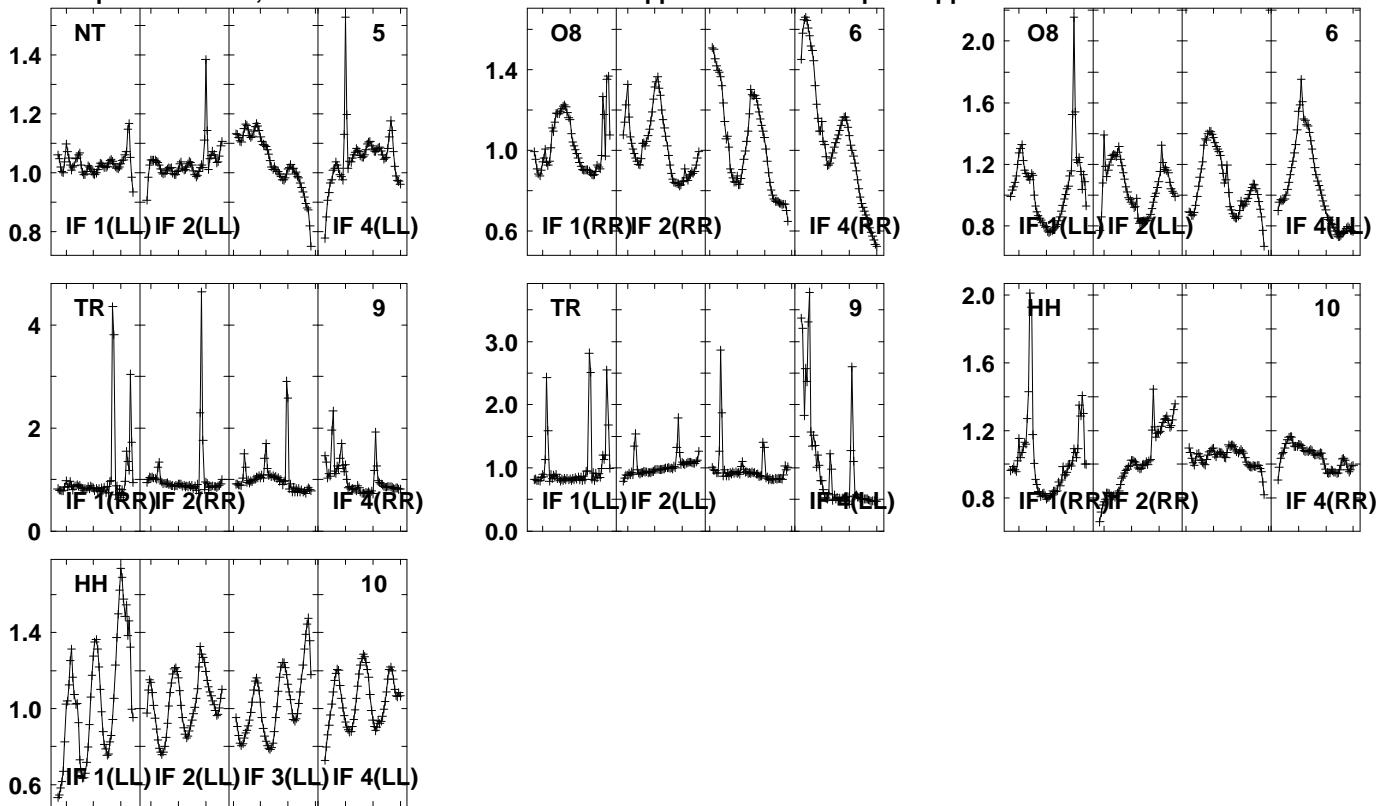 NT 5
1.4
1.2
1.0
0.8
IF 1(LL) IF 2(LL) IF 4(LL)
O8 6
1.4
1.0
0.6
IF 1(RR) IF 2(RR) IF 4(RR)
O8 6
2.0
1.6
1.2
0.8
IF 1(LL) IF 2(LL) IF 4(LL)
TR 9
4
2
0
IF 1(RR) IF 2(RR) IF 4(RR)
TR 9
3.0
2.0
1.0
0.0
IF 1(LL) IF 2(LL) IF 4(LL)
HH 10
2.0
1.6
1.2
0.8
IF 1(RR) IF 2(RR) IF 4(RR)
HH 10
1.4
1.0
0.6
IF 1(LL) IF 2(LL) IF 3(LL) IF 4(LL)